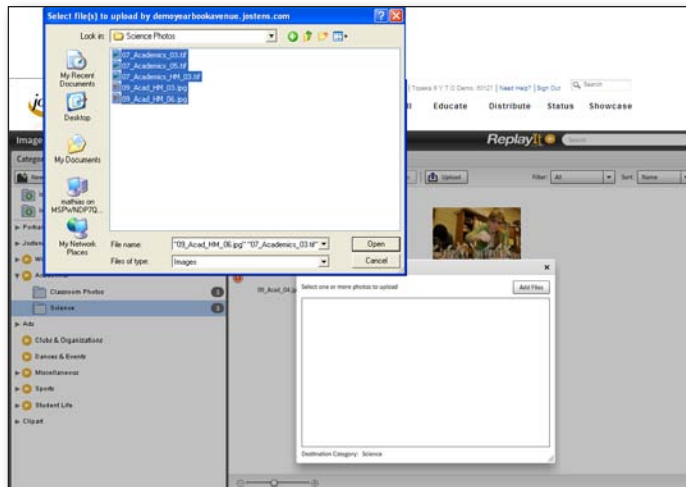 Select file(s) to upload by demoyearbookavenue.jostens.com
Look in: Science Photos
My Recent Documents
Desktop
My Documents
mathias on MSPWNDP7Q...
My Network Places
07_Academics_03.tif
07_Academics_05.tif
07_Academics_HM_03.tif
09_Acad_HM_03.jpg
09_Acad_HM_06.jpg
File name: "09_Acad_HM_06.jpg" "07_Academics_03.tif"
Open
Files of type: Images
Cancel
Need Help? | Sign Out
Search
Educate Distribute Status Showcase
ReplayIt
Search
Upload
Filter: All
Sort: Name
Classroom Photos
Science
Ads
Clubs & Organizations
Dances & Events
Miscellaneous
Sports
Student Life
Clipart
Select one or more photos to upload
Add Files
Destination Category: Science